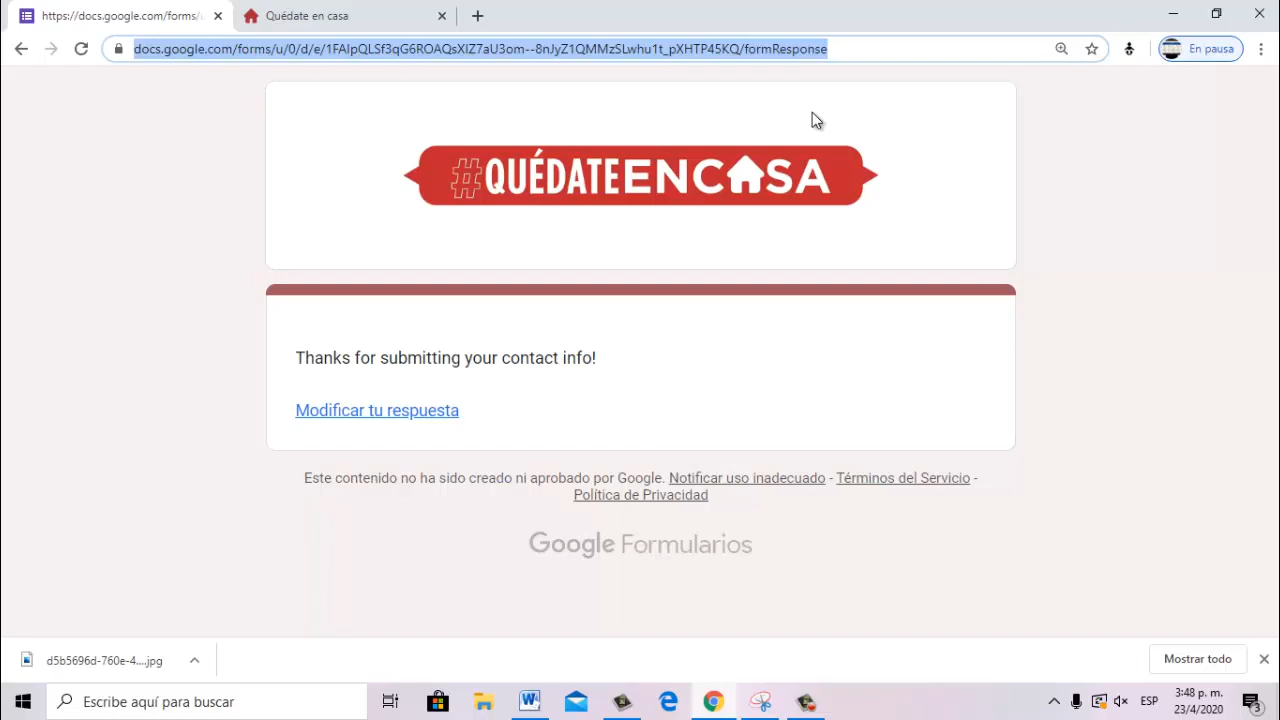 https://docs.google.com/forms/u
Quédate en casa
docs.google.com/forms/u/0/d/e/1FAIpQLSf3qG6ROAQsXIZ7aU3om--8nJyZ1QMMzSLwhu1t_pXHTP45KQ/formResponse
En pausa
#QUÉDATEENCASA
Thanks for submitting your contact info!
Modificar tu respuesta
Este contenido no ha sido creado ni aprobado por Google. Notificar uso inadecuado - Términos del Servicio -
Política de Privacidad
Google Formularios
d5b5696d-760e-4....jpg
Mostrar todo
Escribe aquí para buscar
ESP
3:48 p. m.
23/4/2020
3